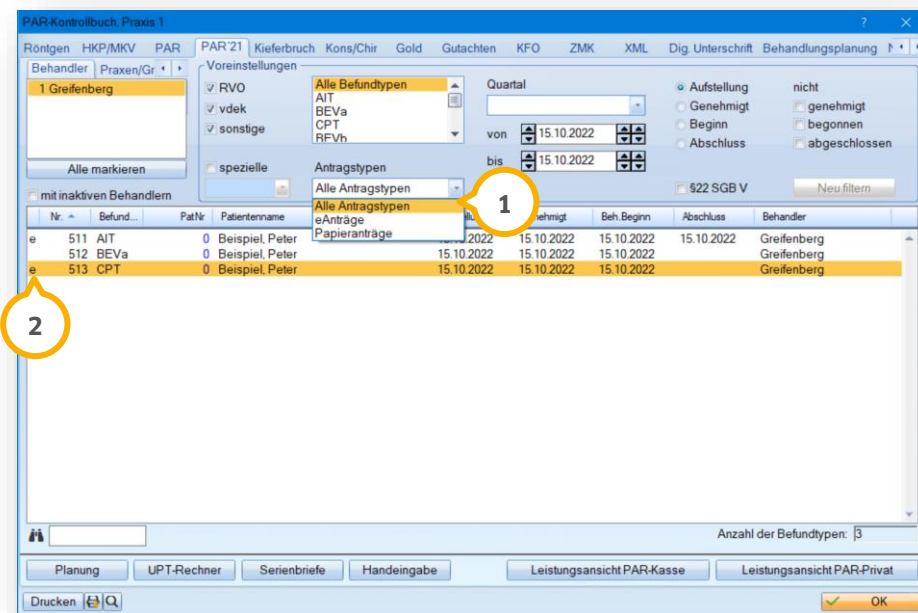 PAR-Kontrollbuch, Praxis 1
Röntgen HKP/MKV PAR PAR'21 Kieferbruch Kons/Chir Gold Gutachten KFO ZMK XML Dig. Unterschrift Behandlungsplanung
Behandler Praxen/Gr
1 Greifenberg
Alle markieren
mit inaktiven Behandlern
Voreinstellungen
RVO
vdek
sonstige
spezielle
Alle Befundtypen
AIT
BEVa
CPT
BEVb
Antragstypen
Alle Antragstypen
Alle Antragstypen
eAnträge
Papieranträge
Quartal
von 15.10.2022
bis 15.10.2022
Aufstellung nicht
Genehmigt genehmigt
Beginn begonnen
Abschluss abgeschlossen
§22 SGB V Neu filtern
1
Nr. Befund... PatNr Patientenname Beh.Beginn Abschluss Behandler
e 511 AIT 0 Beispiel, Peter 15.10.2022 15.10.2022 15.10.2022 15.10.2022 Greifenberg
512 BEVa 0 Beispiel, Peter 15.10.2022 15.10.2022 15.10.2022 Greifenberg
e 513 CPT 0 Beispiel, Peter 15.10.2022 15.10.2022 15.10.2022 Greifenberg
2
Anzahl der Befundtypen: 3
Planung UPT-Rechner Serienbriefe Handeingabe Leistungsansicht PAR-Kasse Leistungsansicht PAR-Privat
Drucken OK